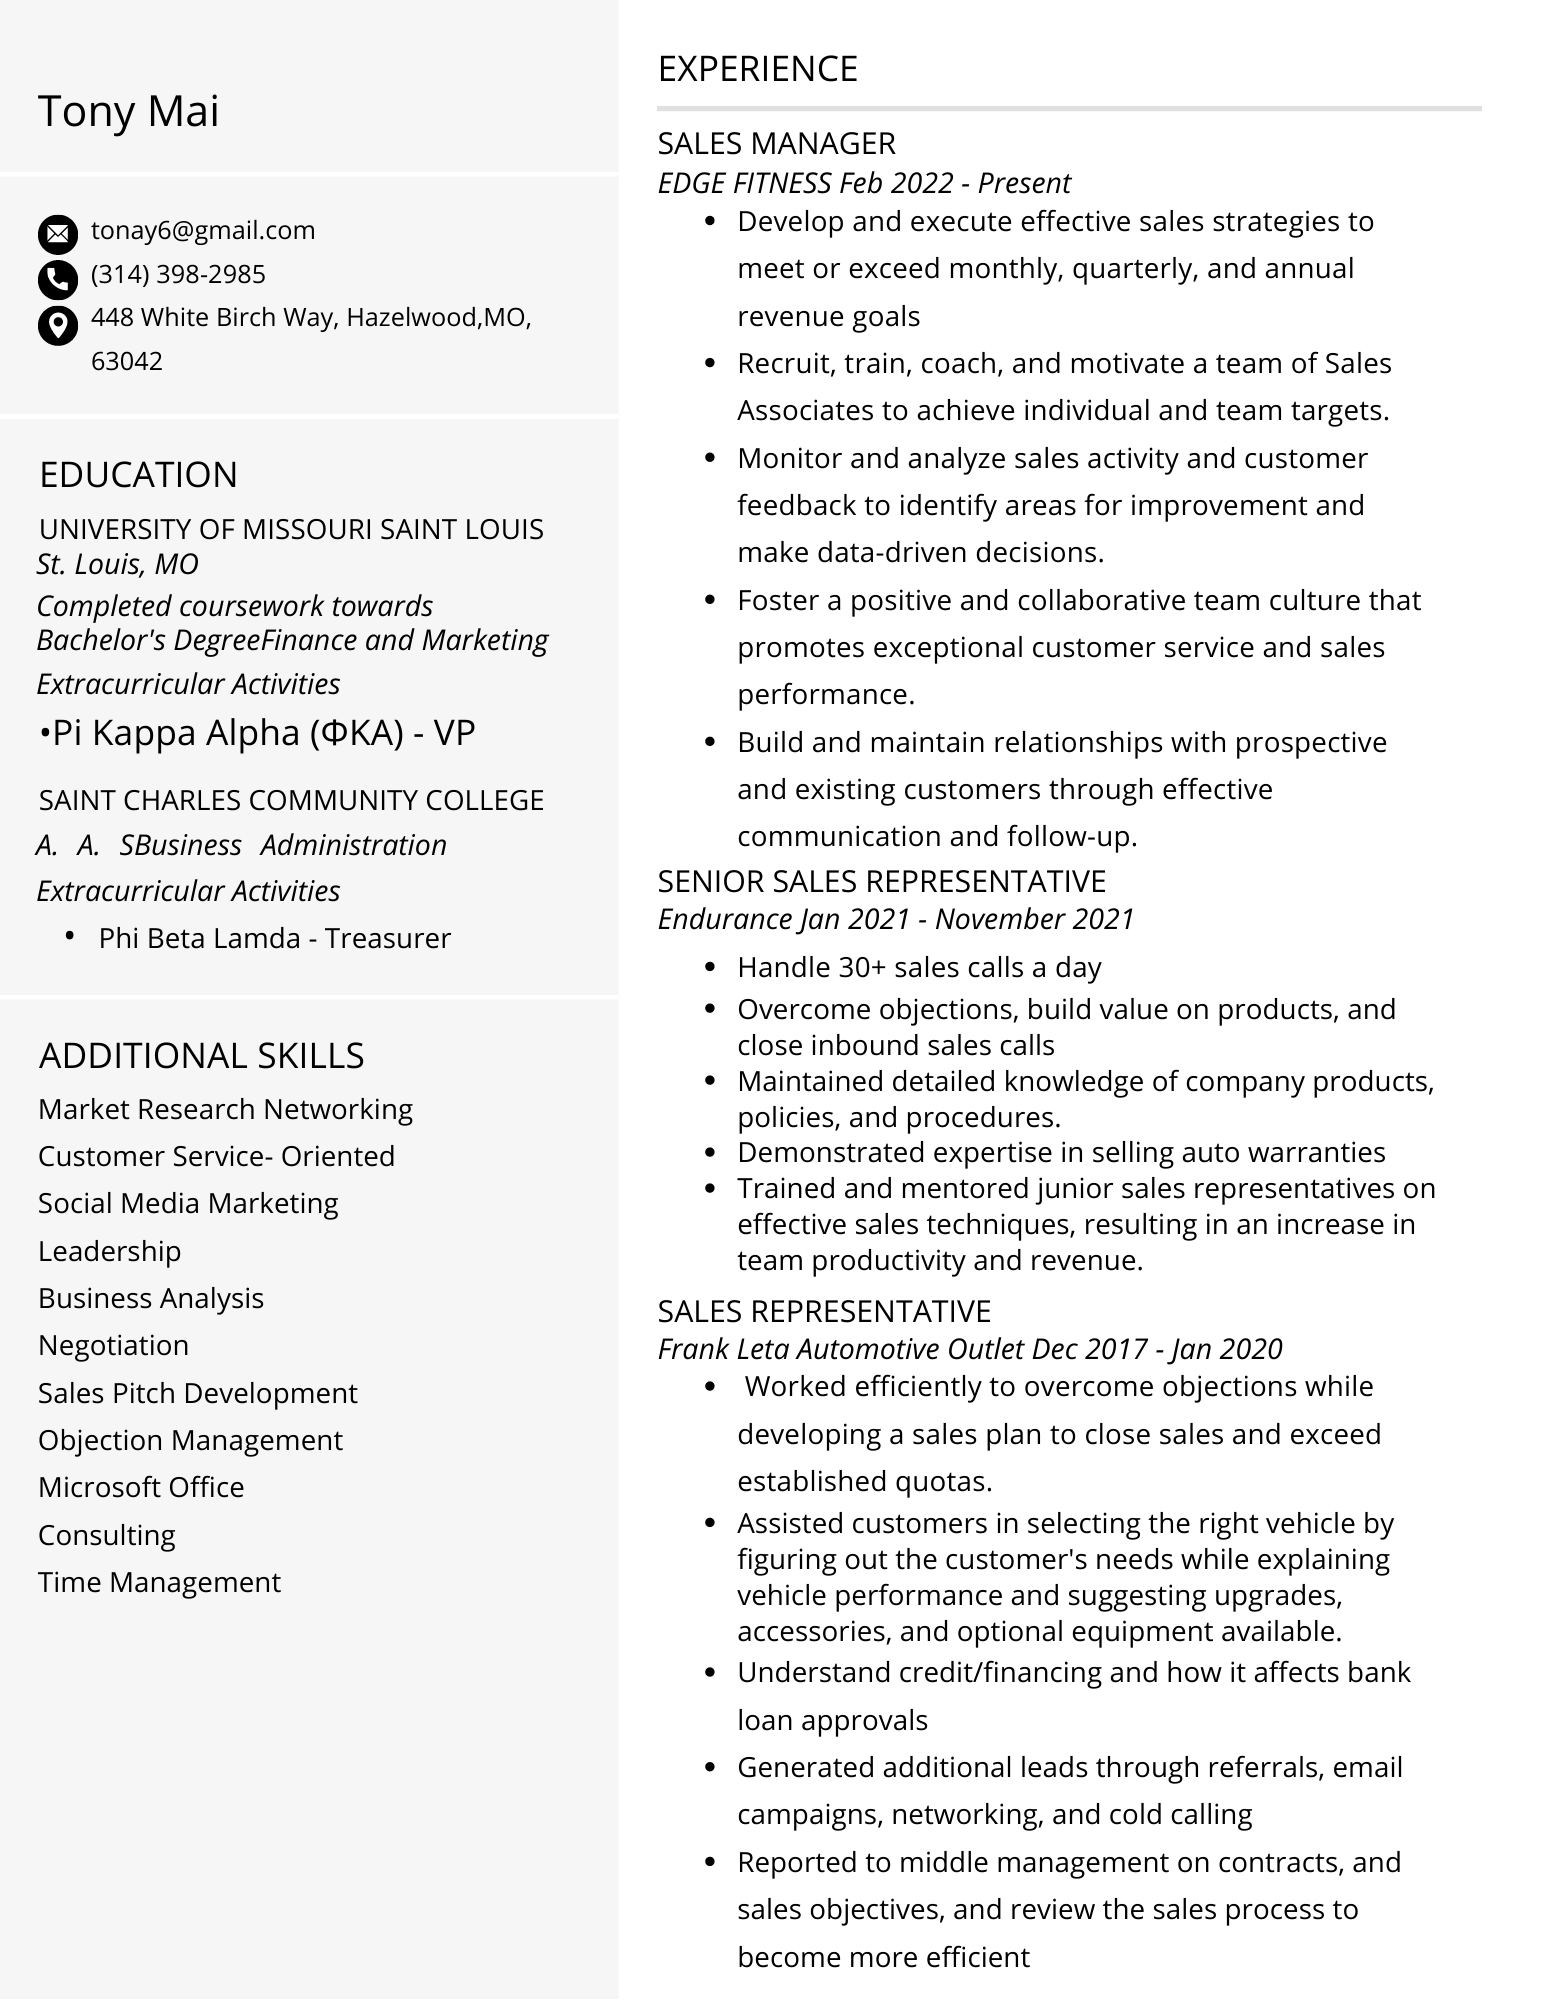 Tony Mai
tonay6@gmail.com
(314) 398-2985
448 White Birch Way, Hazelwood,MO,
63042
EDUCATION
UNIVERSITY OF MISSOURI SAINT LOUIS
St. Louis, MO
Completed coursework towards
Bachelor's DegreeFinance and Marketing
Extracurricular Activities
•Pi Kappa Alpha (ΦKA) - VP
SAINT CHARLES COMMUNITY COLLEGE
A. A. SBusiness Administration
Extracurricular Activities
• Phi Beta Lamda - Treasurer
ADDITIONAL SKILLS
Market Research Networking
Customer Service- Oriented
Social Media Marketing
Leadership
Business Analysis
Negotiation
Sales Pitch Development
Objection Management
Microsoft Office
Consulting
Time Management
EXPERIENCE
SALES MANAGER
EDGE FITNESS Feb 2022 - Present
• Develop and execute effective sales strategies to
meet or exceed monthly, quarterly, and annual
revenue goals
• Recruit, train, coach, and motivate a team of Sales
Associates to achieve individual and team targets.
• Monitor and analyze sales activity and customer
feedback to identify areas for improvement and
make data-driven decisions.
• Foster a positive and collaborative team culture that
promotes exceptional customer service and sales
performance.
• Build and maintain relationships with prospective
and existing customers through effective
communication and follow-up.
SENIOR SALES REPRESENTATIVE
Endurance Jan 2021 - November 2021
• Handle 30+ sales calls a day
• Overcome objections, build value on products, and
close inbound sales calls
• Maintained detailed knowledge of company products,
policies, and procedures.
• Demonstrated expertise in selling auto warranties
• Trained and mentored junior sales representatives on
effective sales techniques, resulting in an increase in
team productivity and revenue.
SALES REPRESENTATIVE
Frank Leta Automotive Outlet Dec 2017 - Jan 2020
• Worked efficiently to overcome objections while
developing a sales plan to close sales and exceed
established quotas.
• Assisted customers in selecting the right vehicle by
figuring out the customer's needs while explaining
vehicle performance and suggesting upgrades,
accessories, and optional equipment available.
• Understand credit/financing and how it affects bank
loan approvals
• Generated additional leads through referrals, email
campaigns, networking, and cold calling
• Reported to middle management on contracts, and
sales objectives, and review the sales process to
become more efficient